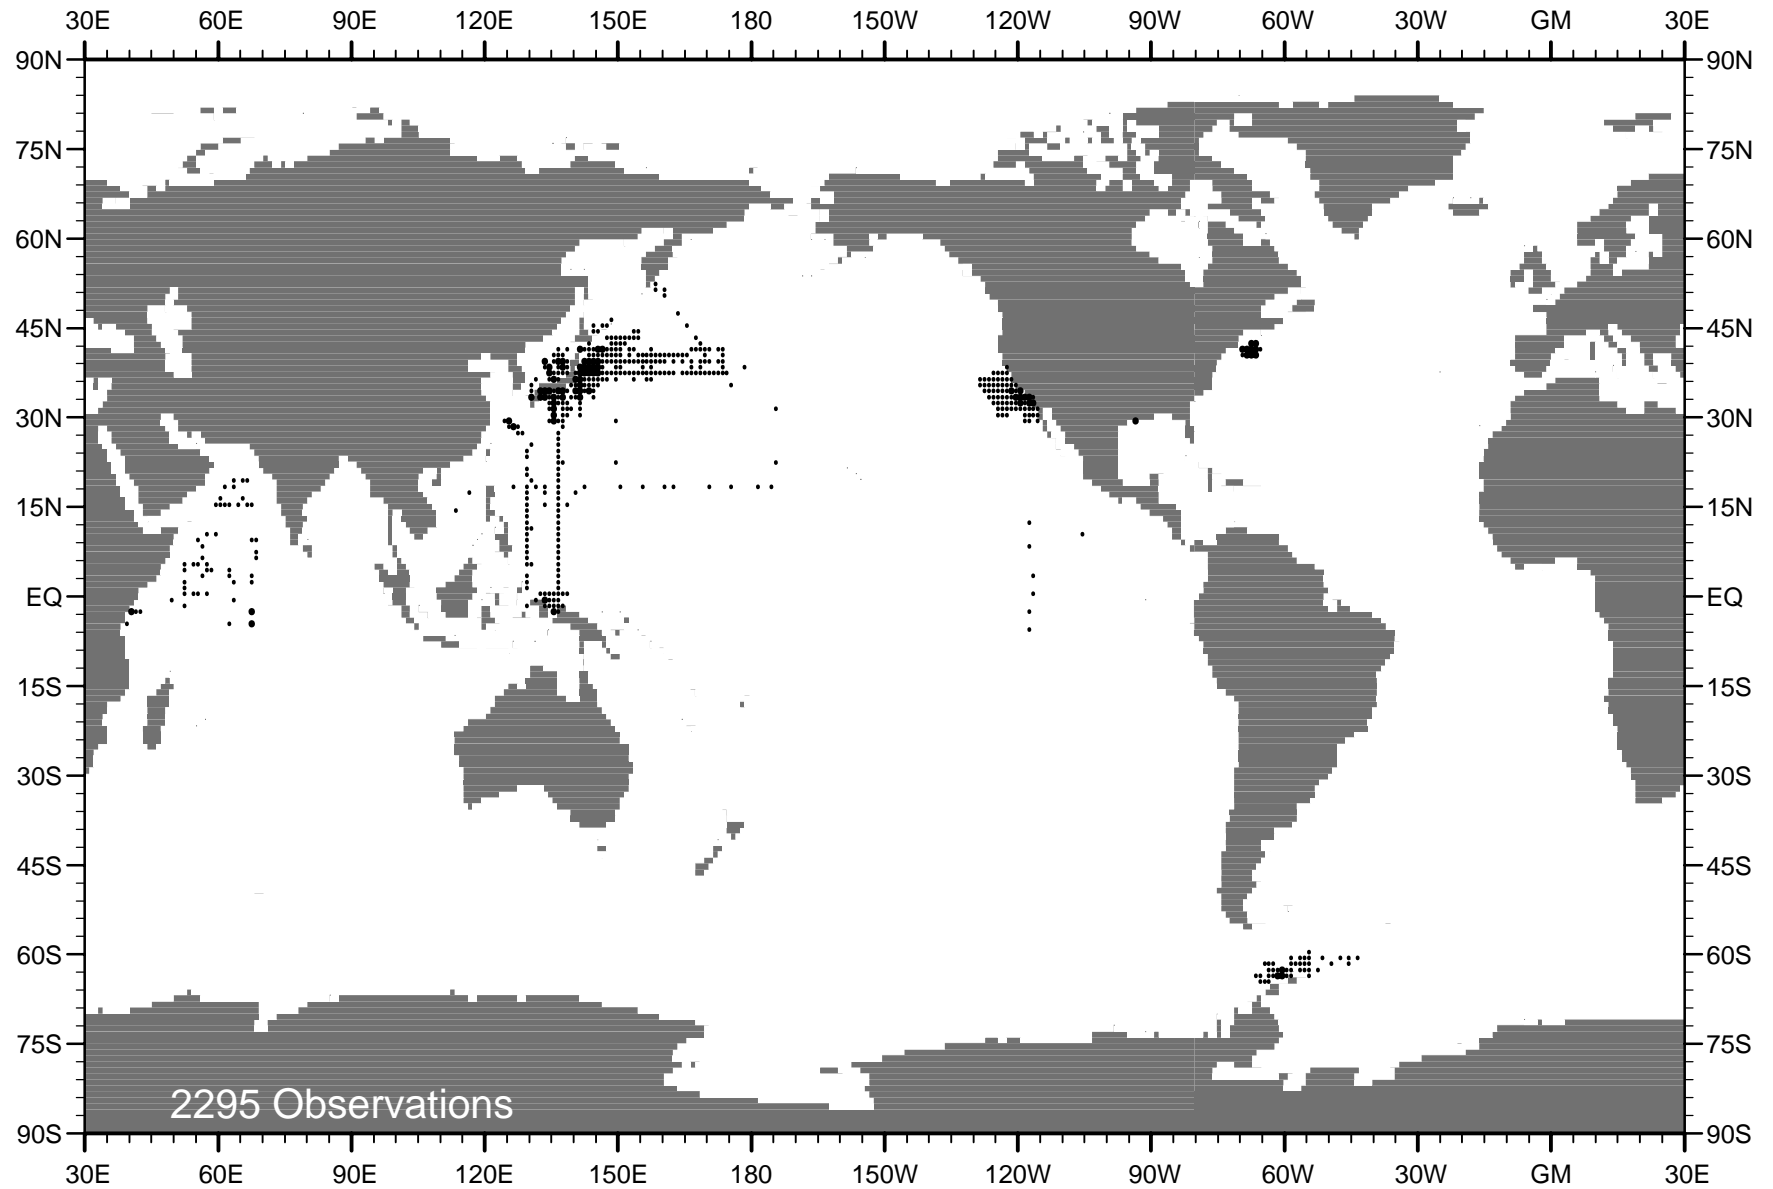 30E 60E 90E 120E 150E 180 150W 120W 90W 60W 30W GM 30E
90N 90N
75N 75N
60N 60N
45N 45N
30N 30N
15N 15N
EQ EQ
15S 15S
30S 30S
45S 45S
60S 60S
75S 75S
2295 Observations
90S 90S
30E 60E 90E 120E 150E 180 150W 120W 90W 60W 30W GM 30E